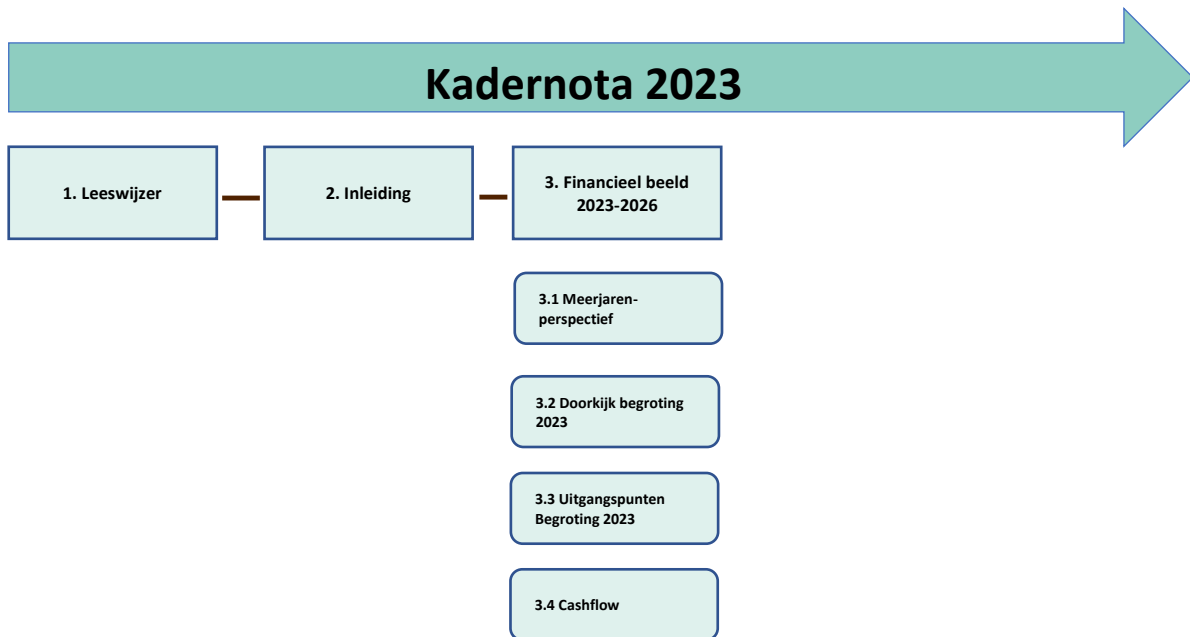 Kadernota 2023
1. Leeswijzer
2. Inleiding
3. Financieel beeld
2023-2026
3.1 Meerjaren-
perspectief
3.2 Doorkijk begroting
2023
3.3 Uitgangspunten
Begroting 2023
3.4 Cashflow